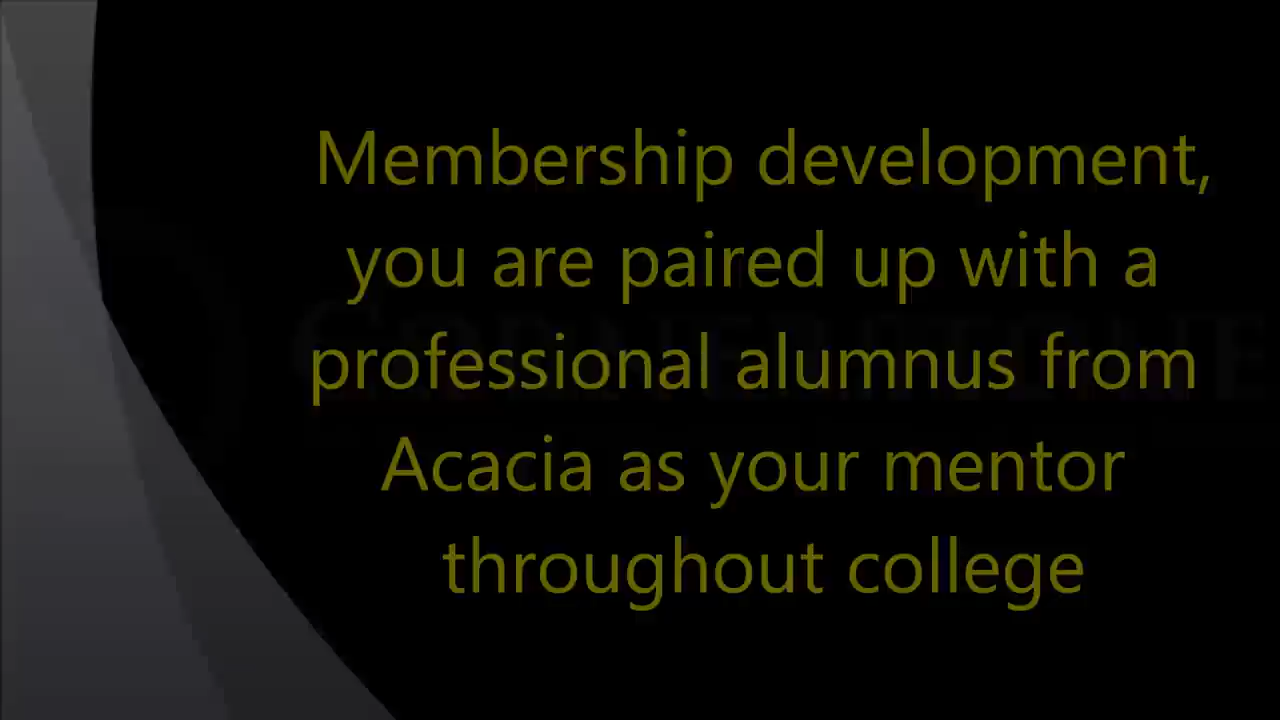 Membership development,
you are paired up with a
professional alumnus from
Acacia as your mentor
throughout college